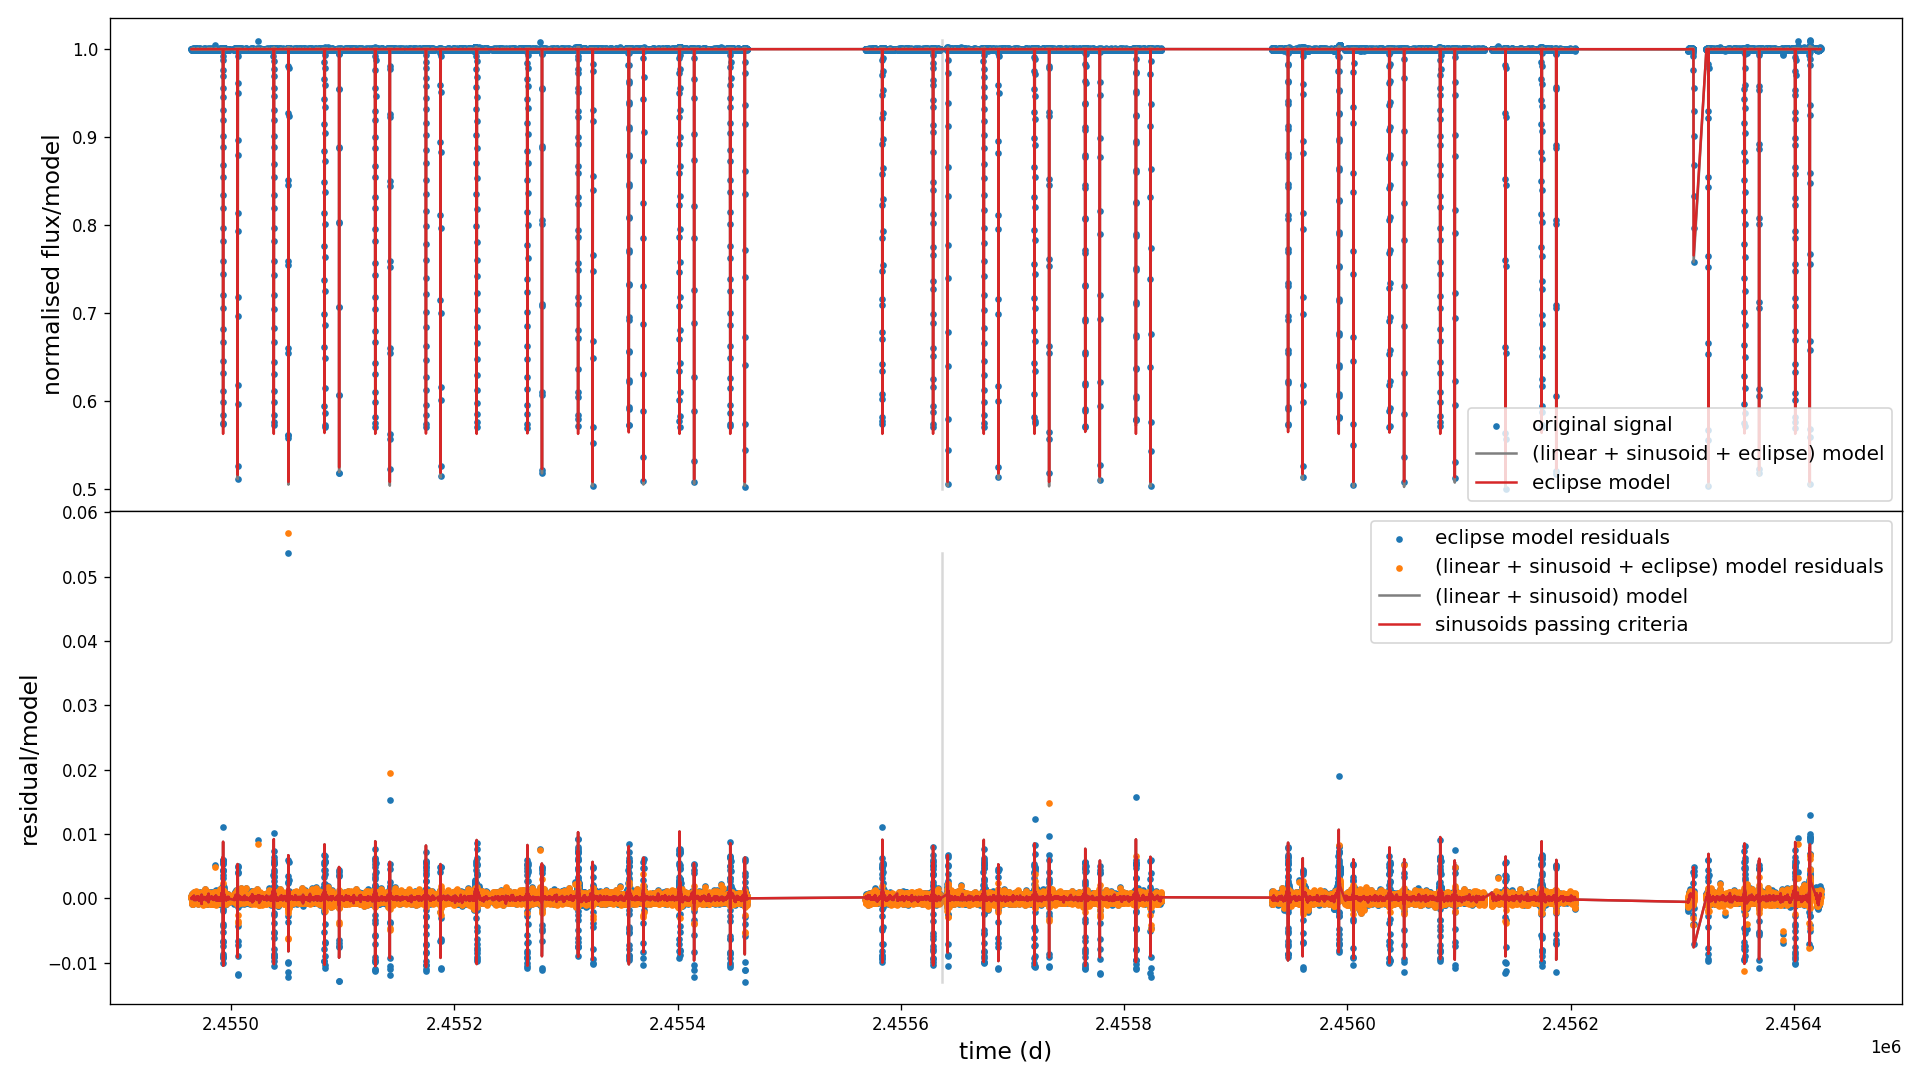 normalised flux/model
1.0
0.9
0.8
0.7
0.6
0.5
original signal
(linear + sinusoid + eclipse) model
eclipse model
residual/model
0.06
0.05
0.04
0.03
0.02
0.01
0.00
−0.01
eclipse model residuals
(linear + sinusoid + eclipse) model residuals
(linear + sinusoid) model
sinusoids passing criteria
2.4550 2.4552 2.4554 2.4556 2.4558 2.4560 2.4562 2.4564
1e6
time (d)